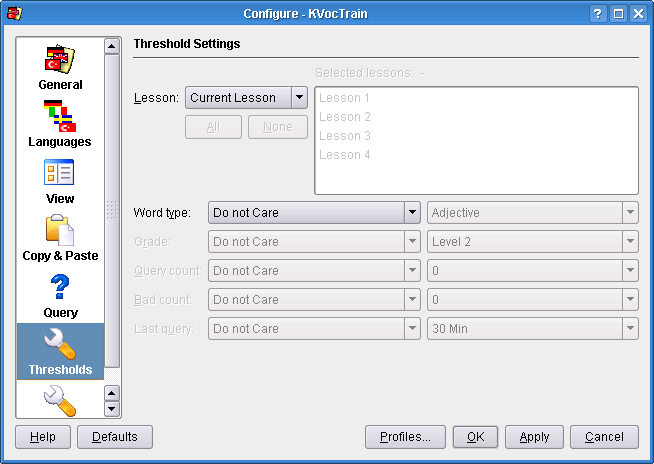 Configure - KVocTrain
General
Languages
View
Copy & Paste
Query
Thresholds
Threshold Settings
Selected lessons: -
Lesson: Current Lesson
All None
Lesson 1
Lesson 2
Lesson 3
Lesson 4
Word type: Do not Care Adjective
Grade: Do not Care Level 2
Query count: Do not Care 0
Bad count: Do not Care 0
Last query: Do not Care 30 Min
Help Defaults Profiles... OK Apply Cancel